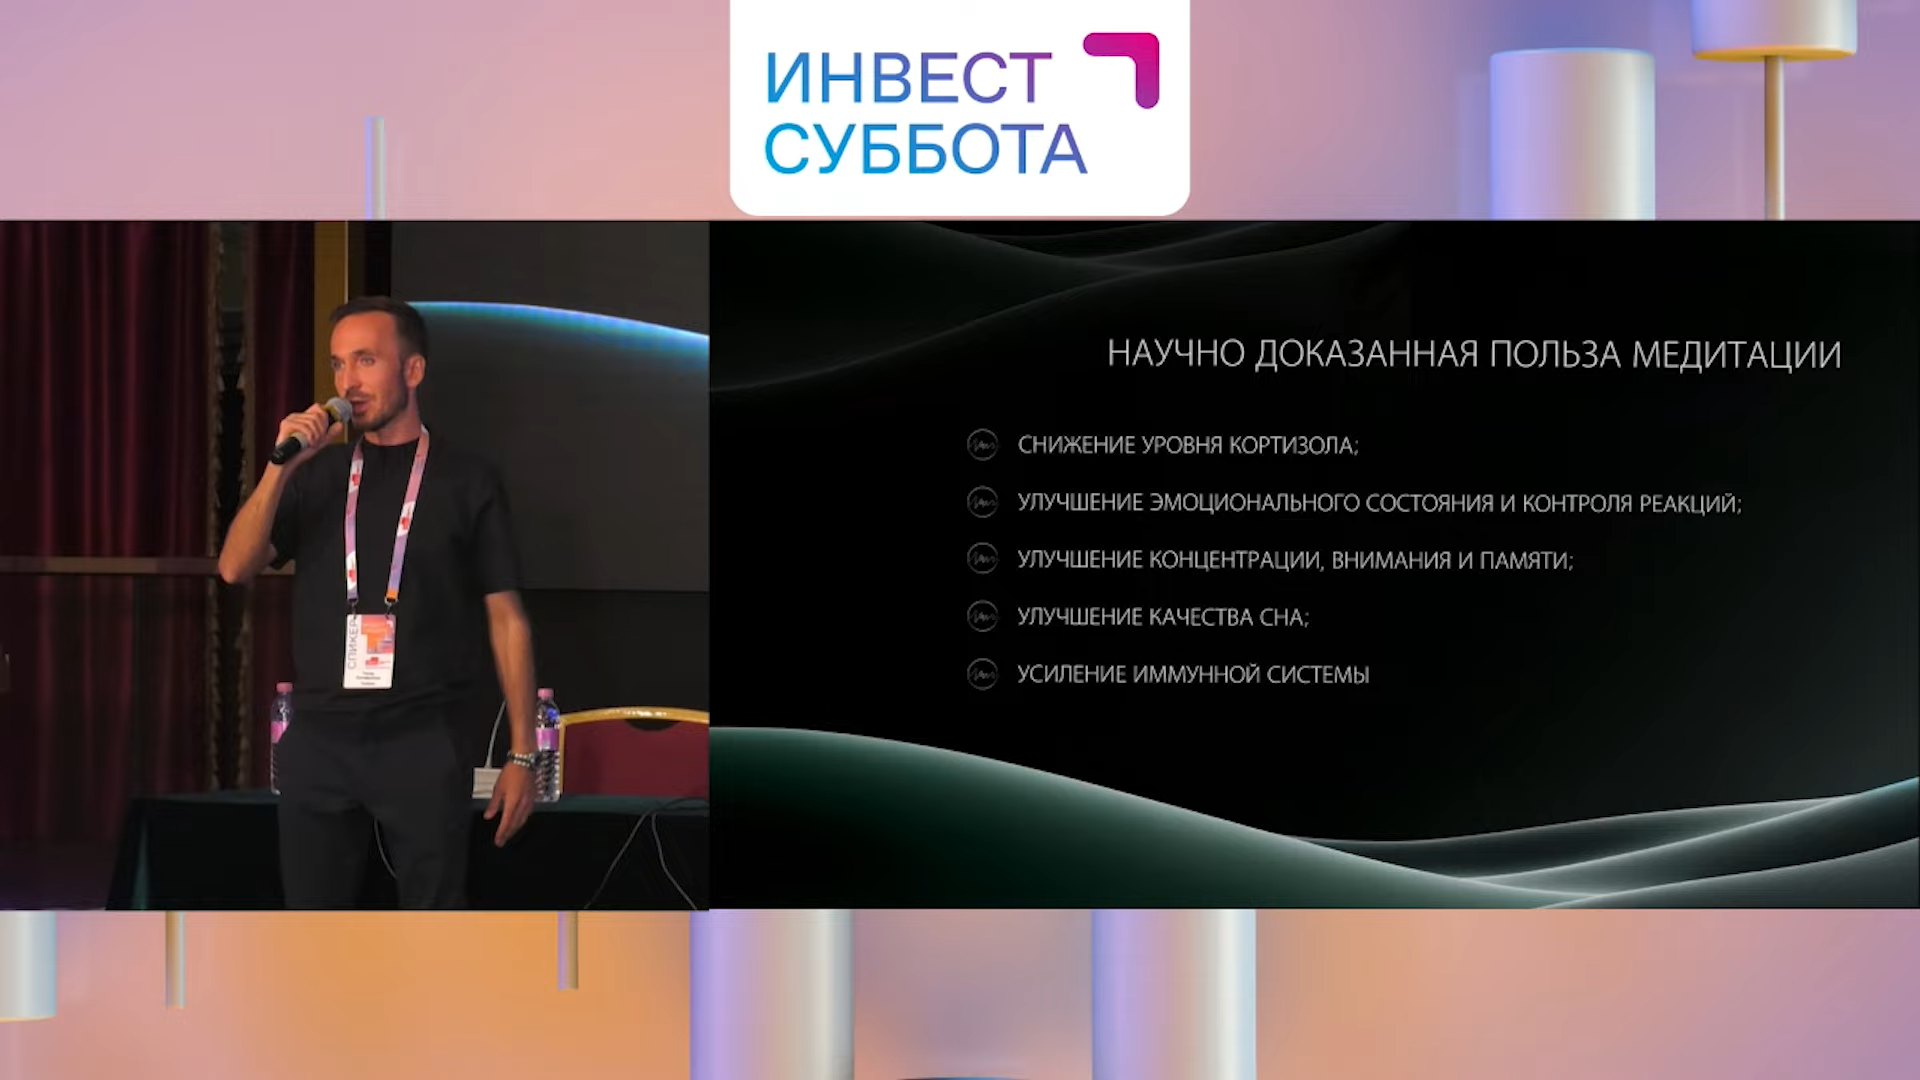 ИНВЕСТ
СУББОТА
НАУЧНО ДОКАЗАННАЯ ПОЛЬЗА МЕДИТАЦИИ
СНИЖЕНИЕ УРОВНЯ КОРТИЗОЛА;
УЛУЧШЕНИЕ ЭМОЦИОНАЛЬНОГО СОСТОЯНИЯ И КОНТРОЛЯ РЕАКЦИЙ;
УЛУЧШЕНИЕ КОНЦЕНТРАЦИИ, ВНИМАНИЯ И ПАМЯТИ;
УЛУЧШЕНИЕ КАЧЕСТВА СНА;
УСИЛЕНИЕ ИММУННОЙ СИСТЕМЫ
СПИКЕР